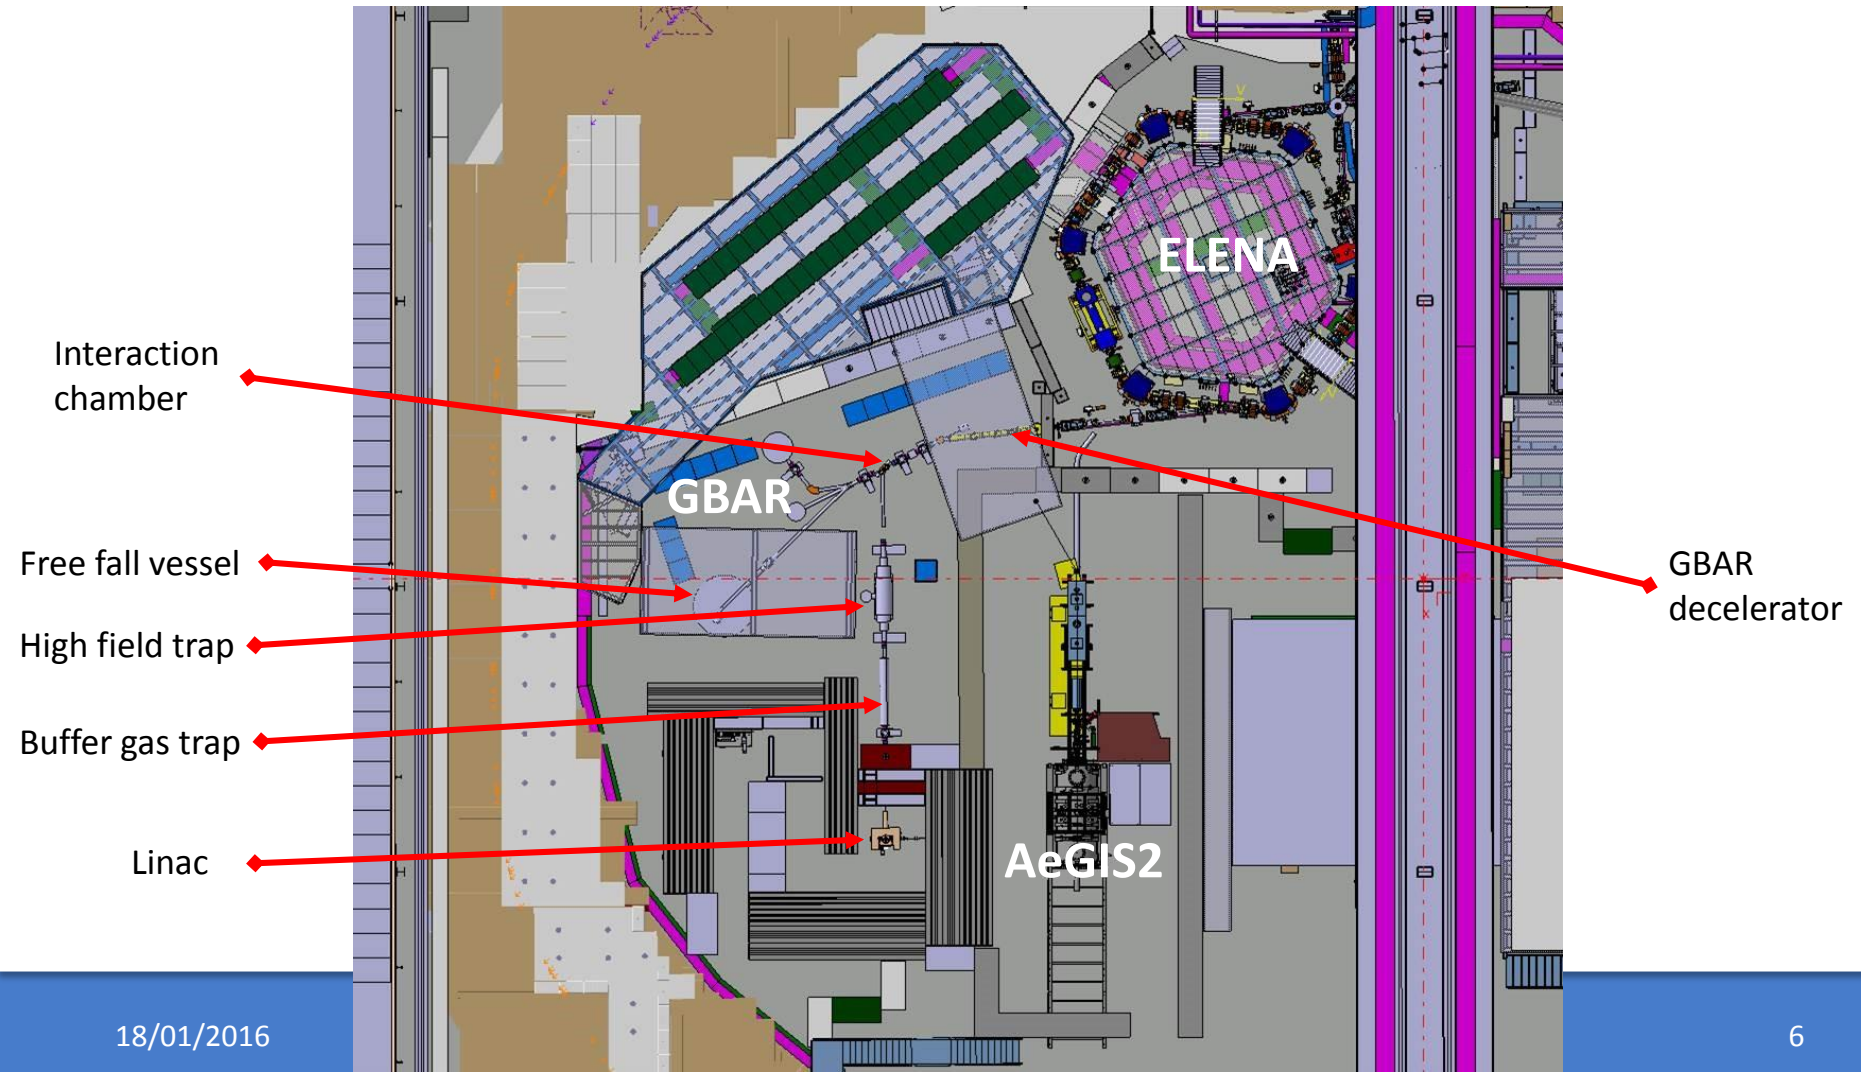 ELENA
Interaction
chamber
GBAR
Free fall vessel
GBAR
decelerator
High field trap
Buffer gas trap
Linac
AeGIS2
18/01/2016
6